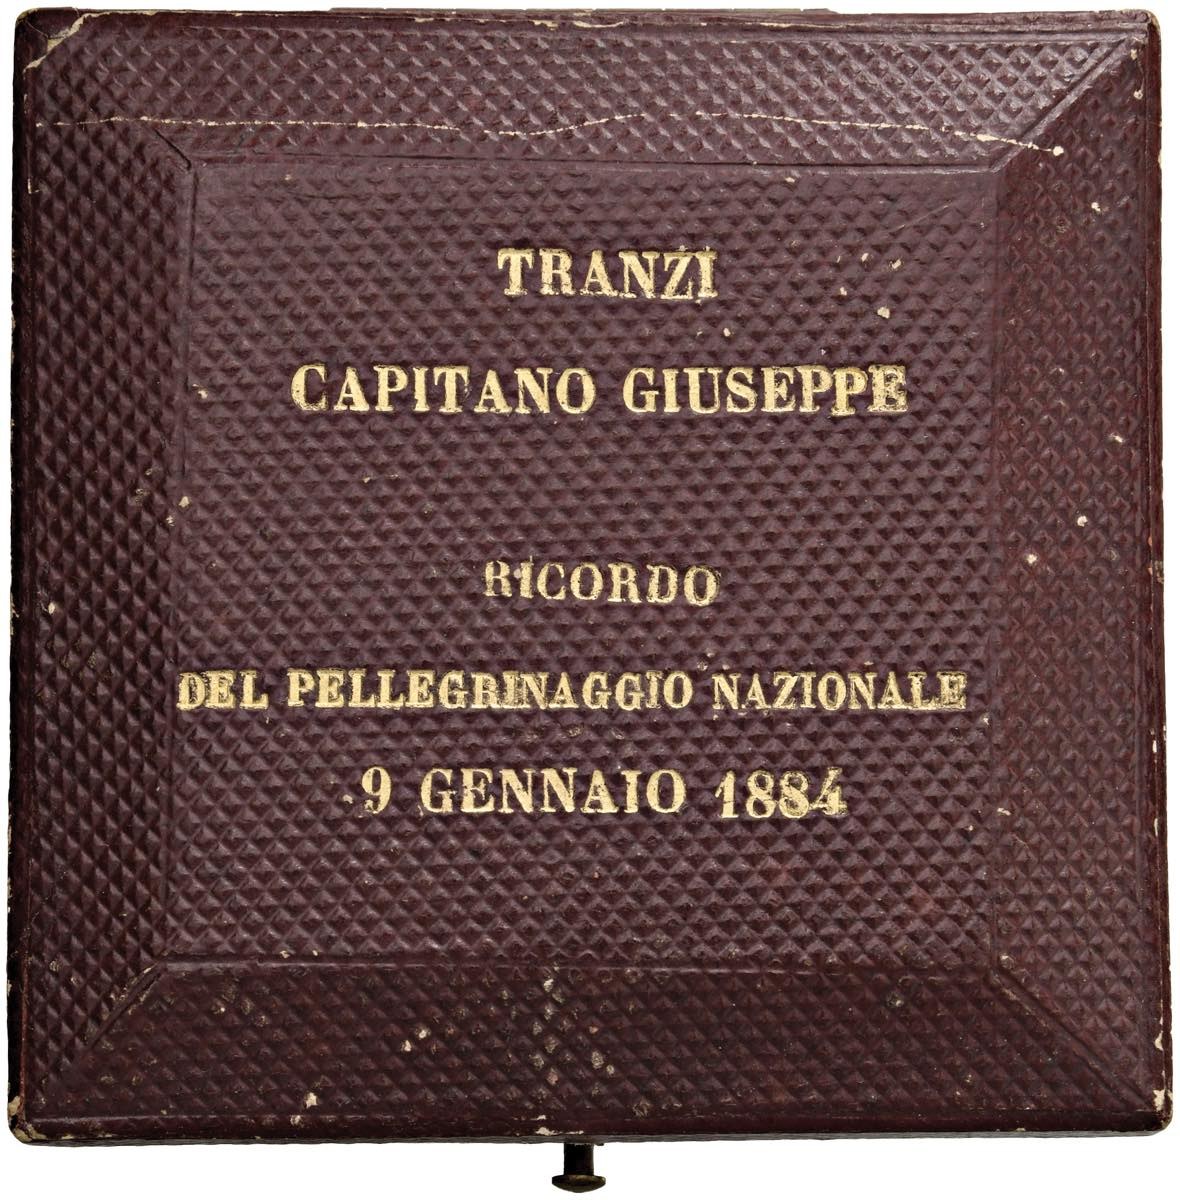 TRANZI
CAPITANO GIUSEPPE
RICORDO
DEL PELLEGRINAGGIO NAZIONALE
9 GENNAIO 1884